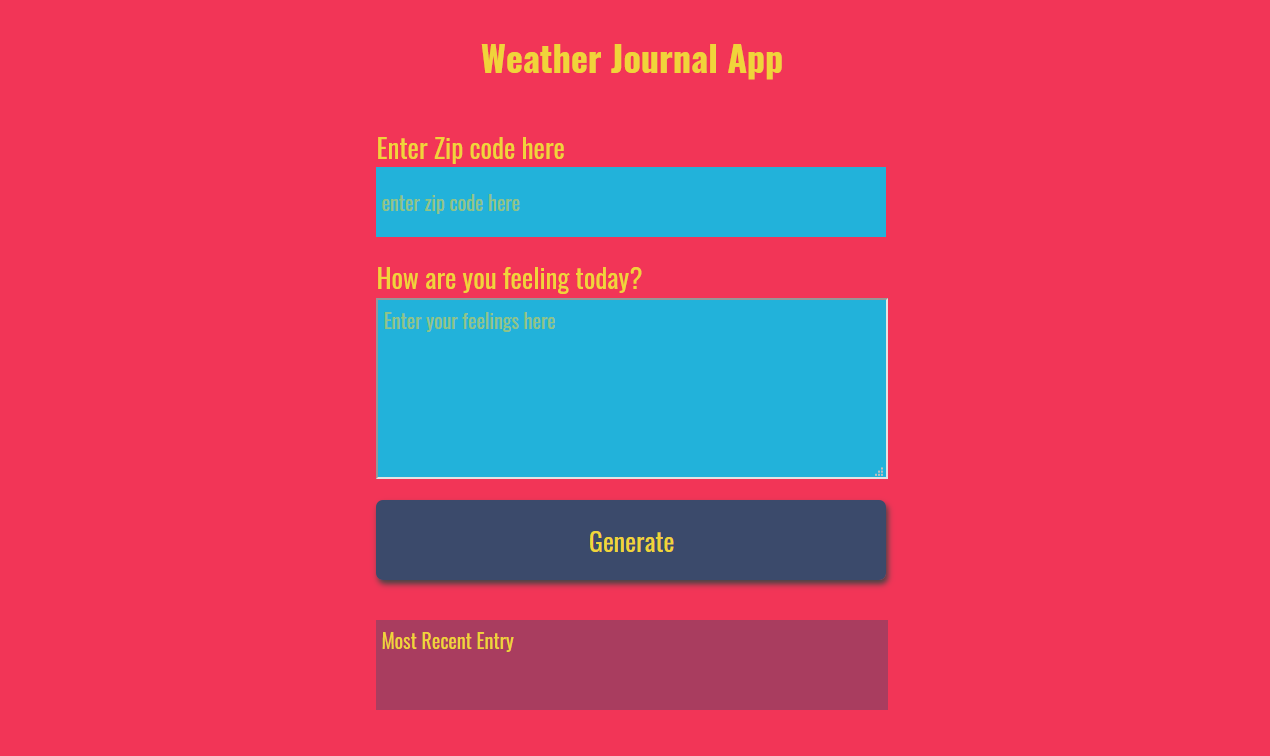 Weather Journal App
Enter Zip code here
enter zip code here
How are you feeling today?
Enter your feelings here
Generate
Most Recent Entry